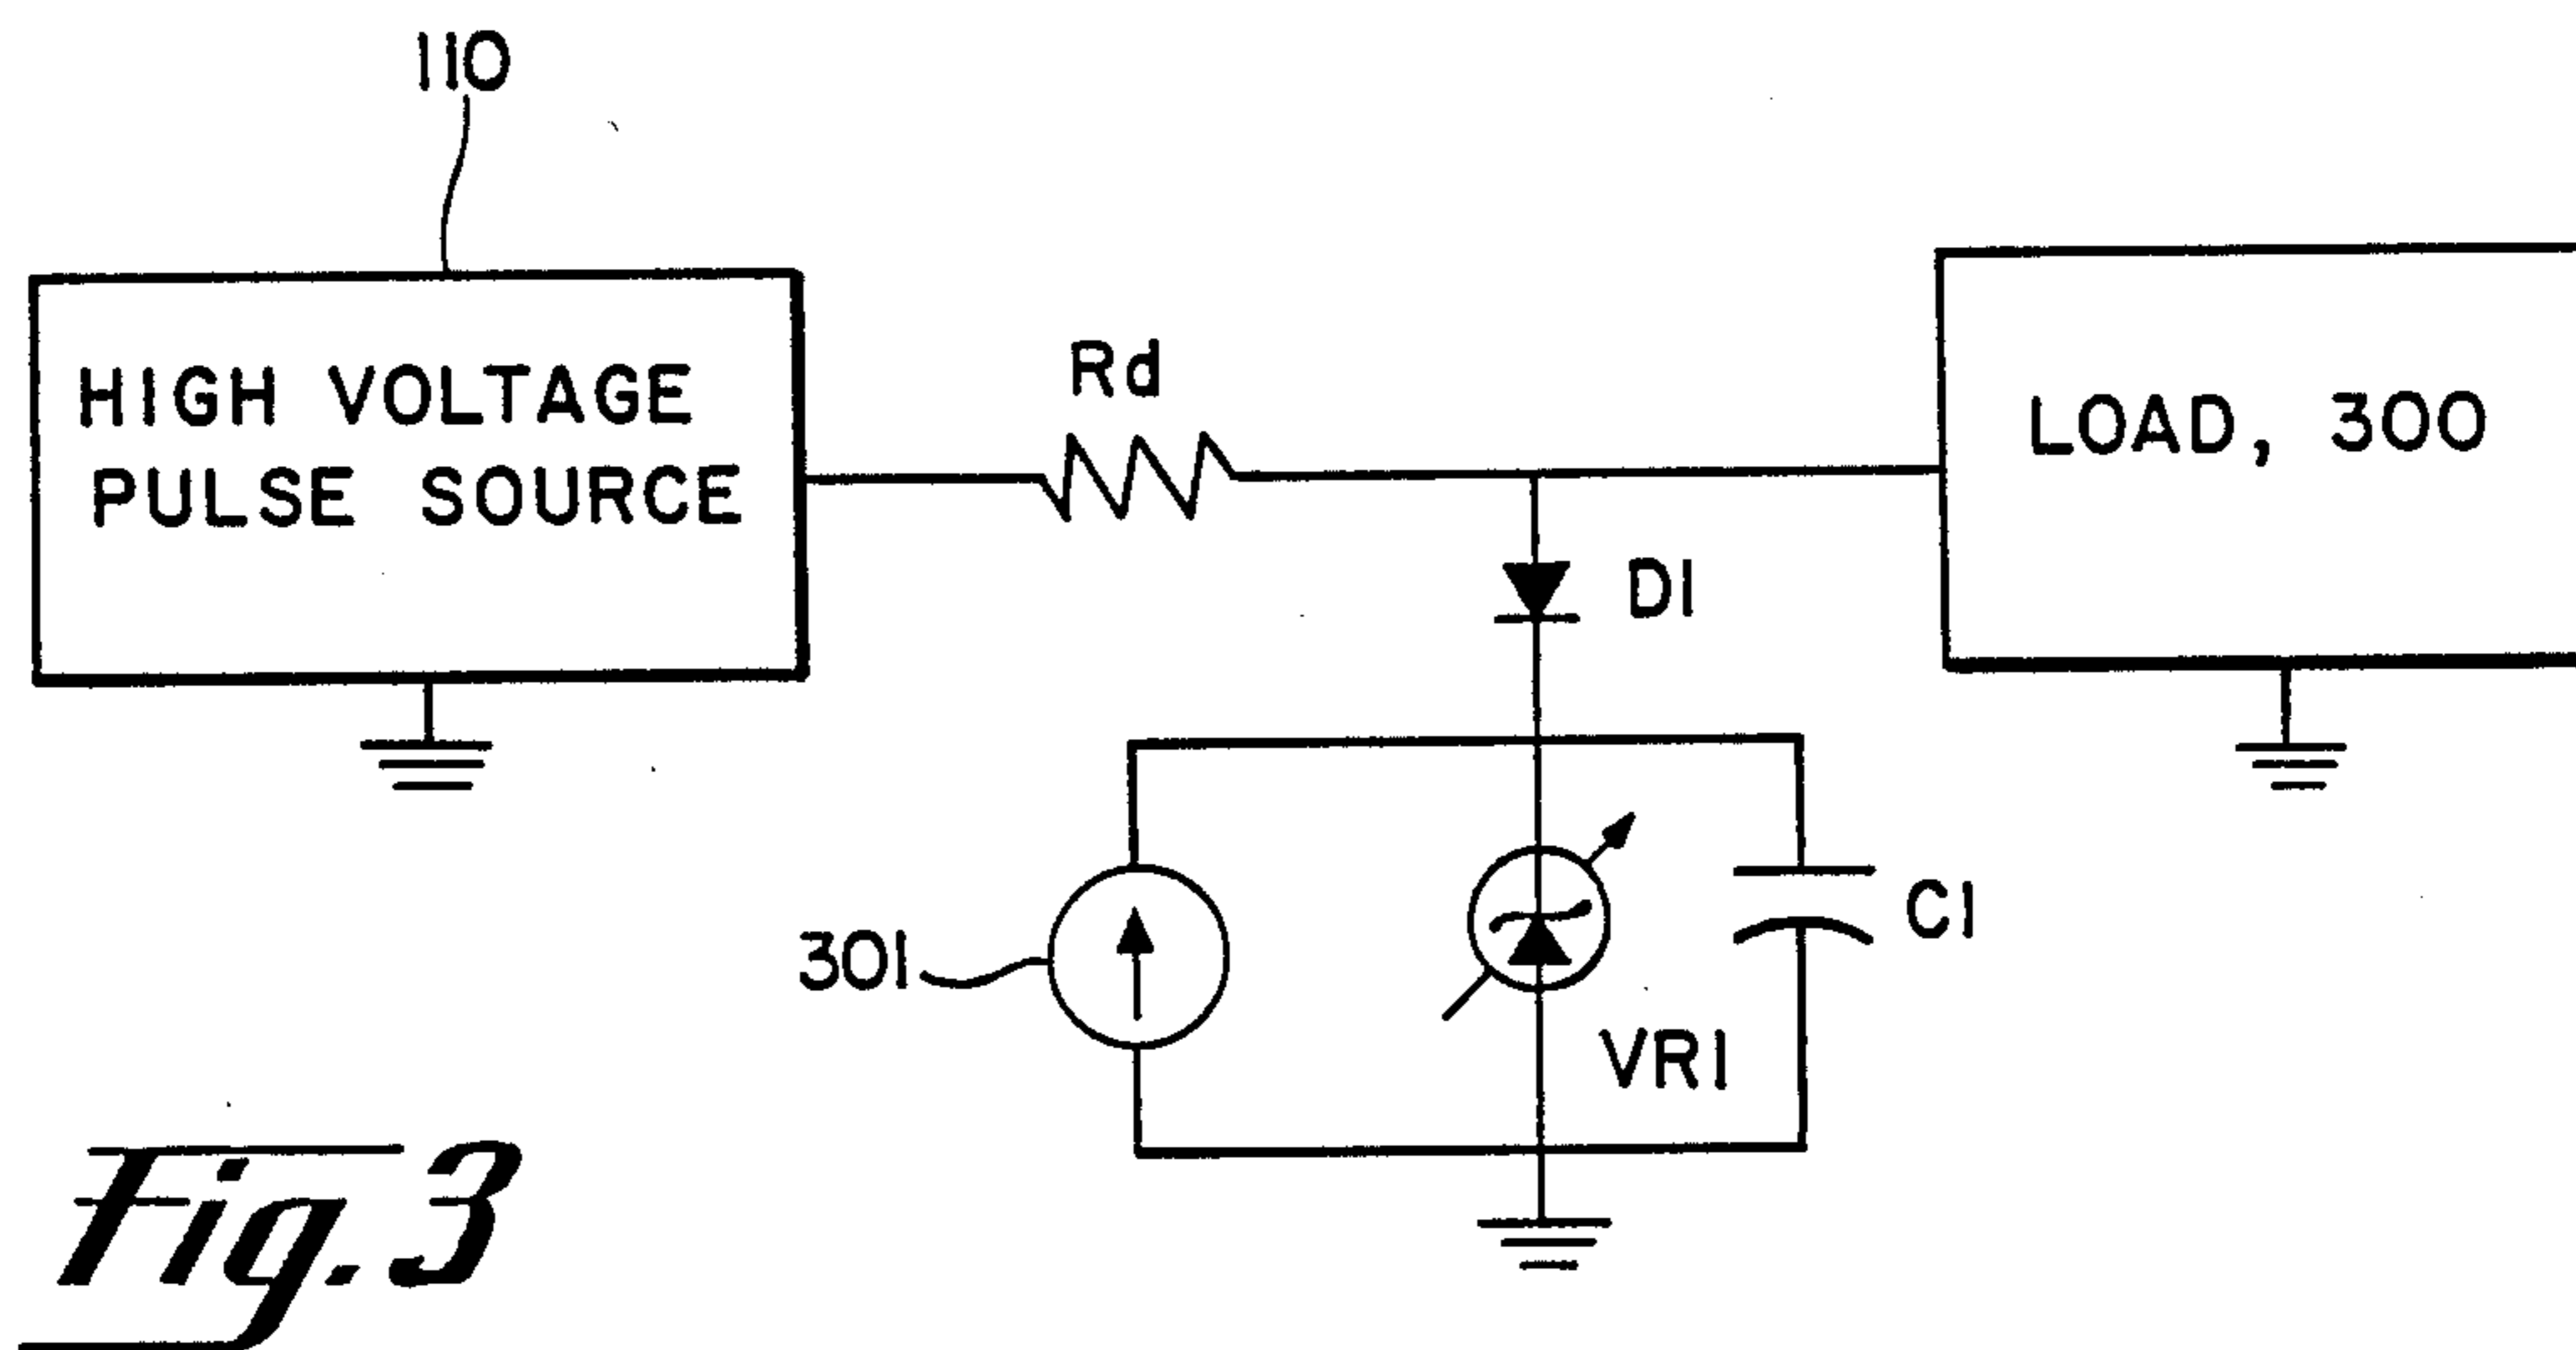 110
HIGH VOLTAGE
PULSE SOURCE
Rd
LOAD, 300
D1
301
C1
VR1
Fig. 3